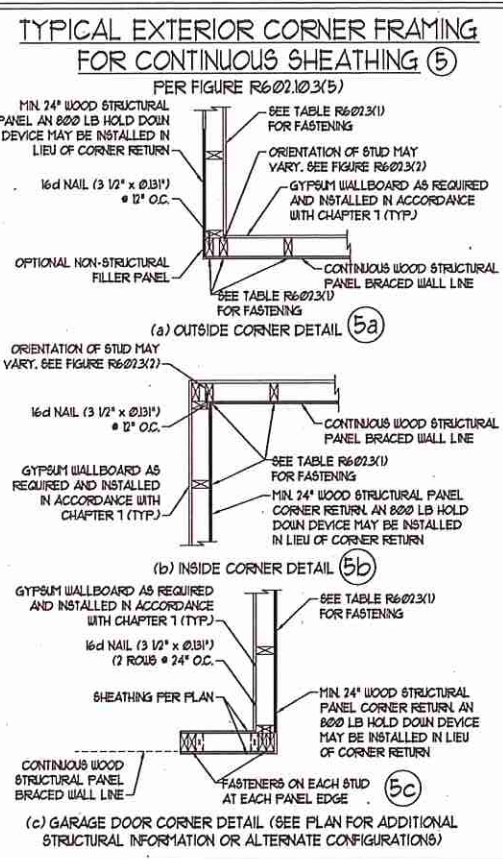 TYPICAL EXTERIOR CORNER FRAMING
FOR CONTINUOUS SHEATHING 5
PER FIGURE R602.10.3(5)
MIN. 24" WOOD STRUCTURAL
PANEL AN 800 LB HOLD DOWN
DEVICE MAY BE INSTALLED IN
LIEU OF CORNER RETURN
16d NAIL (3 1/2" x 0.131")
@ 12" O.C.
OPTIONAL NON-STRUCTURAL
FILLER PANEL
SEE TABLE R602.3(1)
FOR FASTENING
ORIENTATION OF STUD MAY
VARY. SEE FIGURE R602.3(2)
GYPSUM WALLBOARD AS REQUIRED
AND INSTALLED IN ACCORDANCE
WITH CHAPTER 7 (TYP.)
CONTINUOUS WOOD STRUCTURAL
PANEL BRACED WALL LINE
SEE TABLE R602.3(1)
FOR FASTENING
(a) OUTSIDE CORNER DETAIL 5a
ORIENTATION OF STUD MAY
VARY. SEE FIGURE R602.3(2)
16d NAIL (3 1/2" x 0.131")
@ 12" O.C.
GYPSUM WALLBOARD AS
REQUIRED AND INSTALLED
IN ACCORDANCE WITH
CHAPTER 7 (TYP.)
CONTINUOUS WOOD STRUCTURAL
PANEL BRACED WALL LINE
SEE TABLE R602.3(1)
FOR FASTENING
MIN. 24" WOOD STRUCTURAL PANEL
CORNER RETURN. AN 800 LB HOLD
DOWN DEVICE MAY BE INSTALLED
IN LIEU OF CORNER RETURN
(b) INSIDE CORNER DETAIL 5b
GYPSUM WALLBOARD AS REQUIRED
AND INSTALLED IN ACCORDANCE
WITH CHAPTER 7 (TYP.)
16d NAIL (3 1/2" x 0.131")
(2 ROWS @ 24" O.C.
SHEATHING PER PLAN
CONTINUOUS WOOD
STRUCTURAL PANEL
BRACED WALL LINE
SEE TABLE R602.3(1)
FOR FASTENING
MIN. 24" WOOD STRUCTURAL
PANEL CORNER RETURN. AN
800 LB HOLD DOWN DEVICE
MAY BE INSTALLED IN LIEU
OF CORNER RETURN
FASTENERS ON EACH STUD
AT EACH PANEL EDGE
5c
(c) GARAGE DOOR CORNER DETAIL (SEE PLAN FOR ADDITIONAL
STRUCTURAL INFORMATION OR ALTERNATE CONFIGURATIONS)